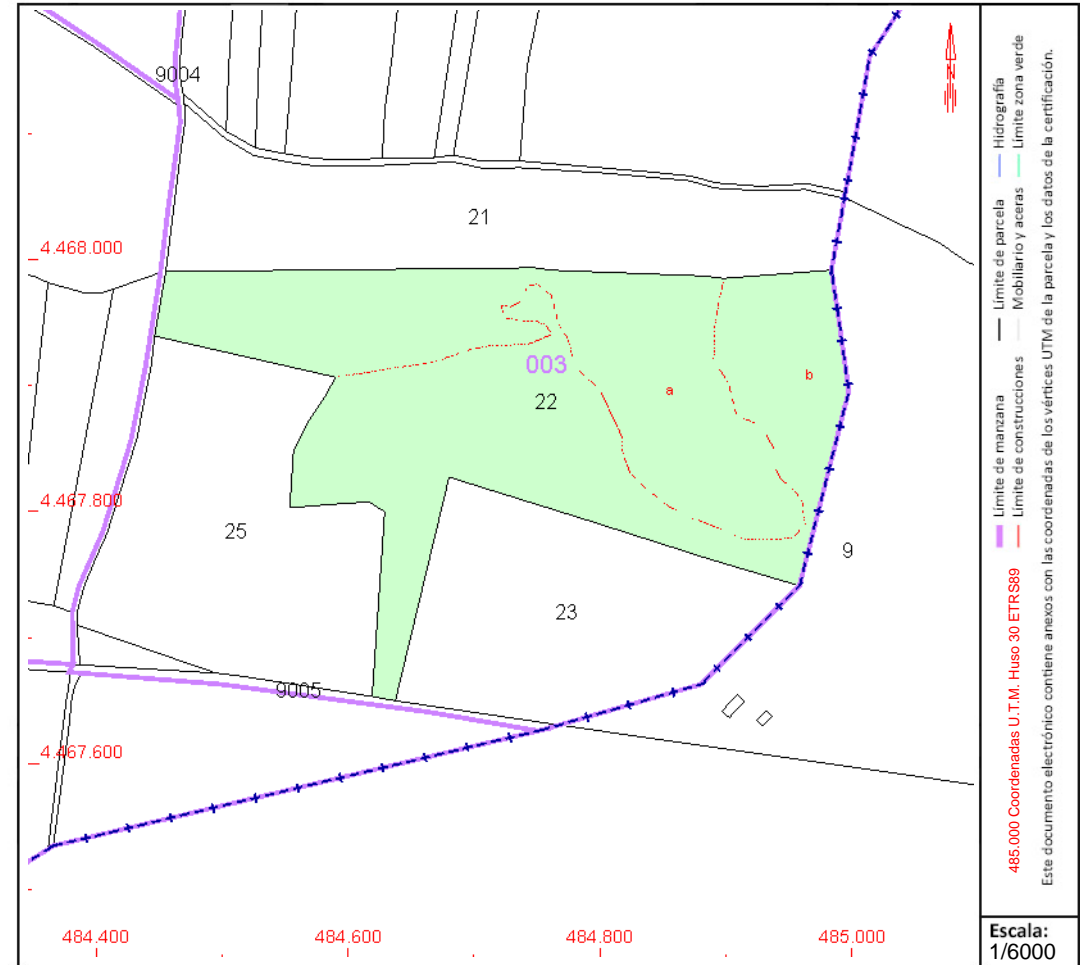 9004
N
21
4.468.000
003
22
a
b
4.467.800
25
9
23
9005
4.467.600
484.400
484.600
484.800
485.000
485.000 Coordenadas U.T.M. Huso 30 ETRS89
Límite de manzana
Límite de parcela
Hidrografía
Límite de construcciones
Mobiliario y aceras
Límite zona verde
Este documento electrónico contiene anexos con las coordenadas de los vértices UTM de la parcela y los datos de la certificación.
Escala:
1/6000